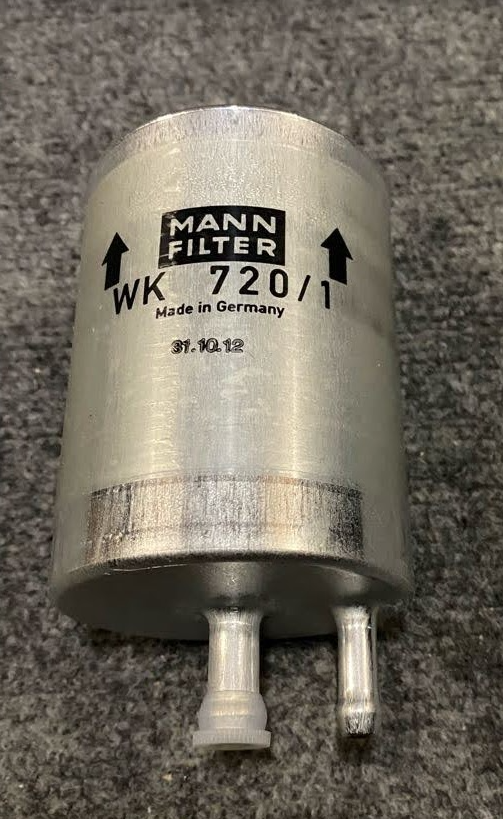 MANN
FILTER
WK 720/1
Made in Germany
31.10.12